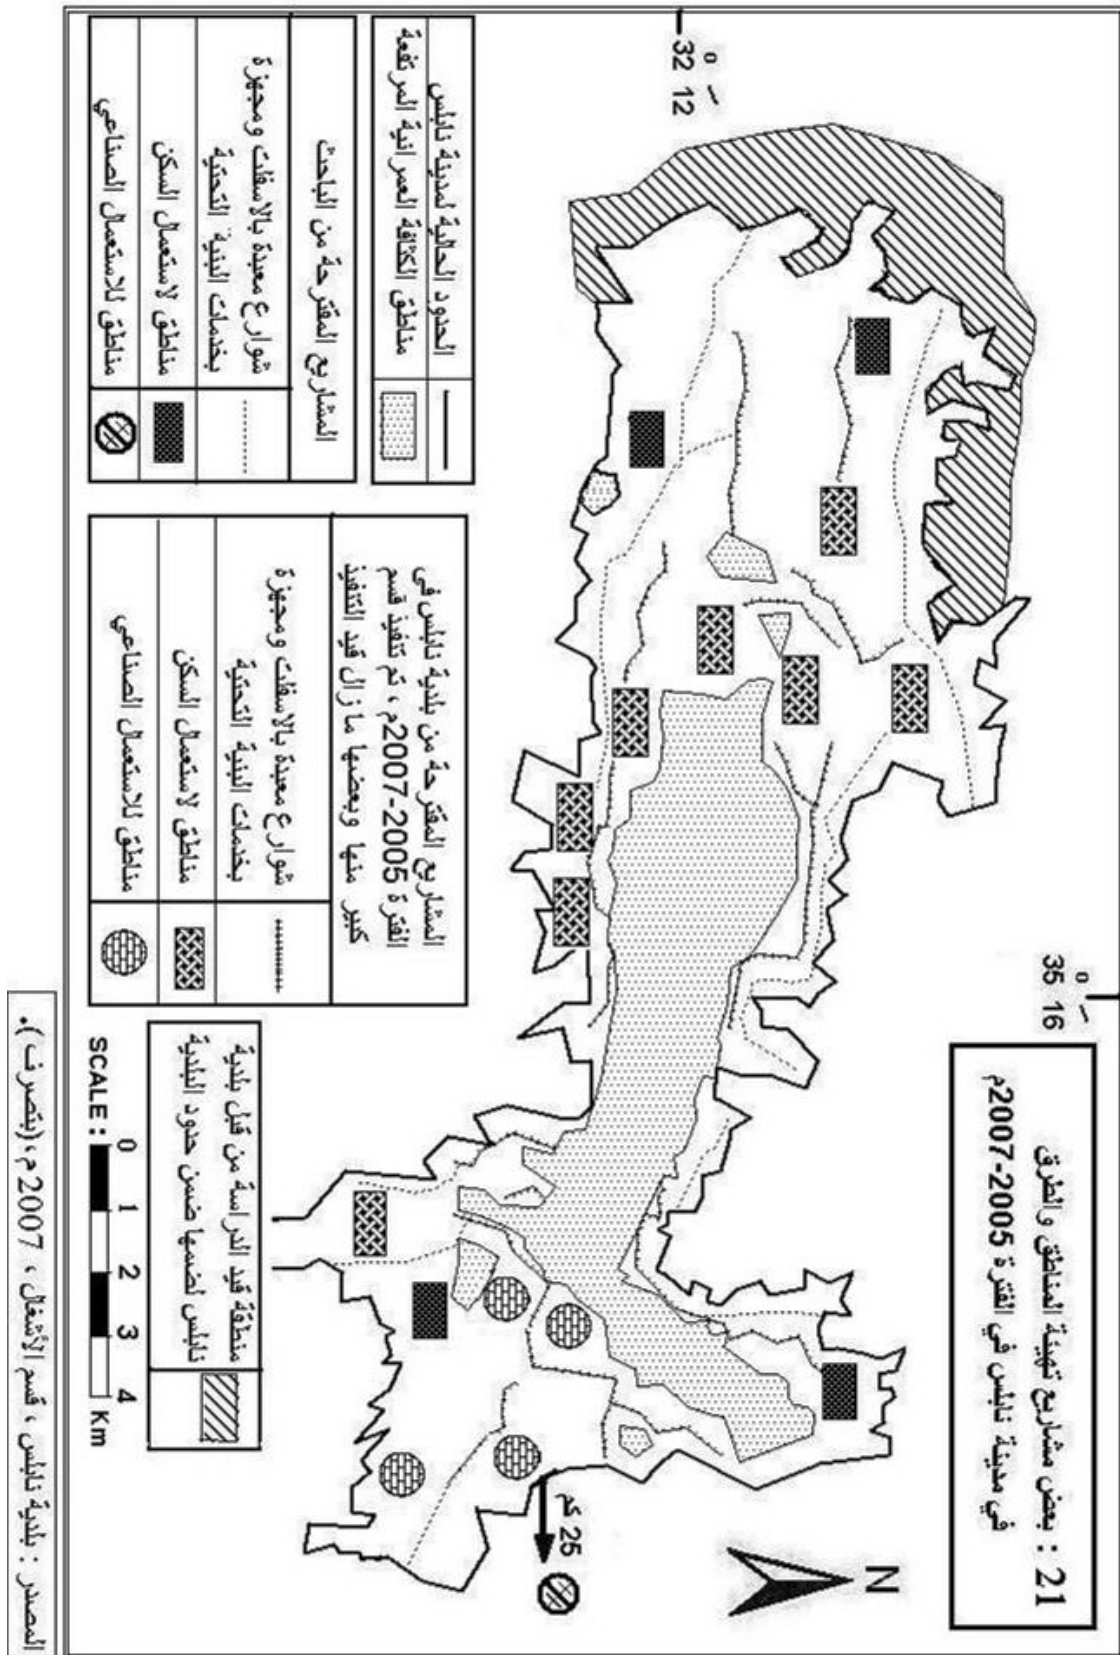 21 : بعض مشاريع تهيئة المناطق والطرق
في مدينة نابلس في الفترة 2005-2007م
35 16
0
32 12
0
N
25 كم
الحدود الحالية لمدينة نابلس
مناطق الكثافة العمرانية المرتفعة
المشاريع المقترحة من الباحث
شوارع معبدة بالاسفلت ومجهزة
بخدمات البنية التحتية
مناطق لاستعمال السكن
مناطق للاستعمال الصناعي
المشاريع المقترحة من بلدية نابلس في
الفترة 2005-2007م ، تم تنفيذ قسم
كبير منها وبعضها ما زال قيد التنفيذ
شوارع معبدة بالاسفلت ومجهزة
بخدمات البنية التحتية
مناطق لاستعمال السكن
مناطق للاستعمال الصناعي
منطقة قيد الدراسة من قبل بلدية
نابلس لضمها ضمن حدود البلدية
SCALE : 0 1 2 3 4 Km
المصدر : بلدية نابلس ، قسم الأشغال ، 2007 م ،(بتصرف ).